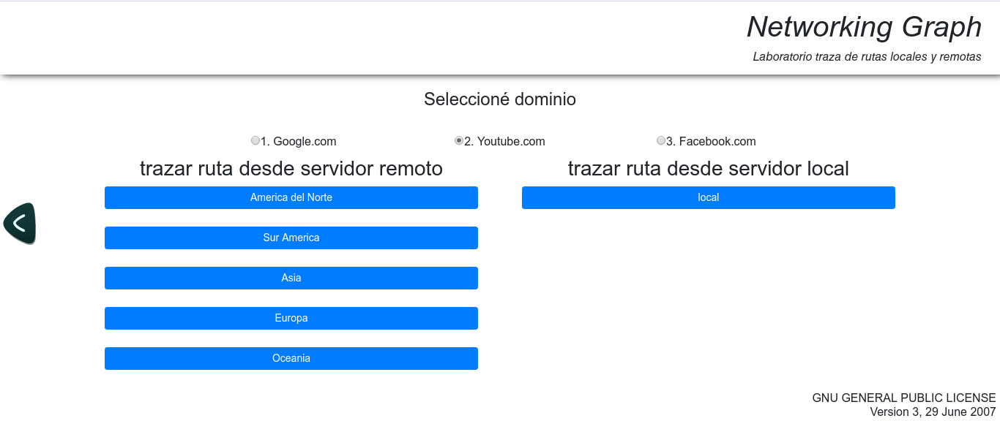 Networking Graph
Laboratorio traza de rutas locales y remotas
Seleccioné dominio
1. Google.com 2. Youtube.com 3. Facebook.com
trazar ruta desde servidor remoto
America del Norte
Sur America
Asia
Europa
Oceania
trazar ruta desde servidor local
local
GNU GENERAL PUBLIC LICENSE
Version 3, 29 June 2007